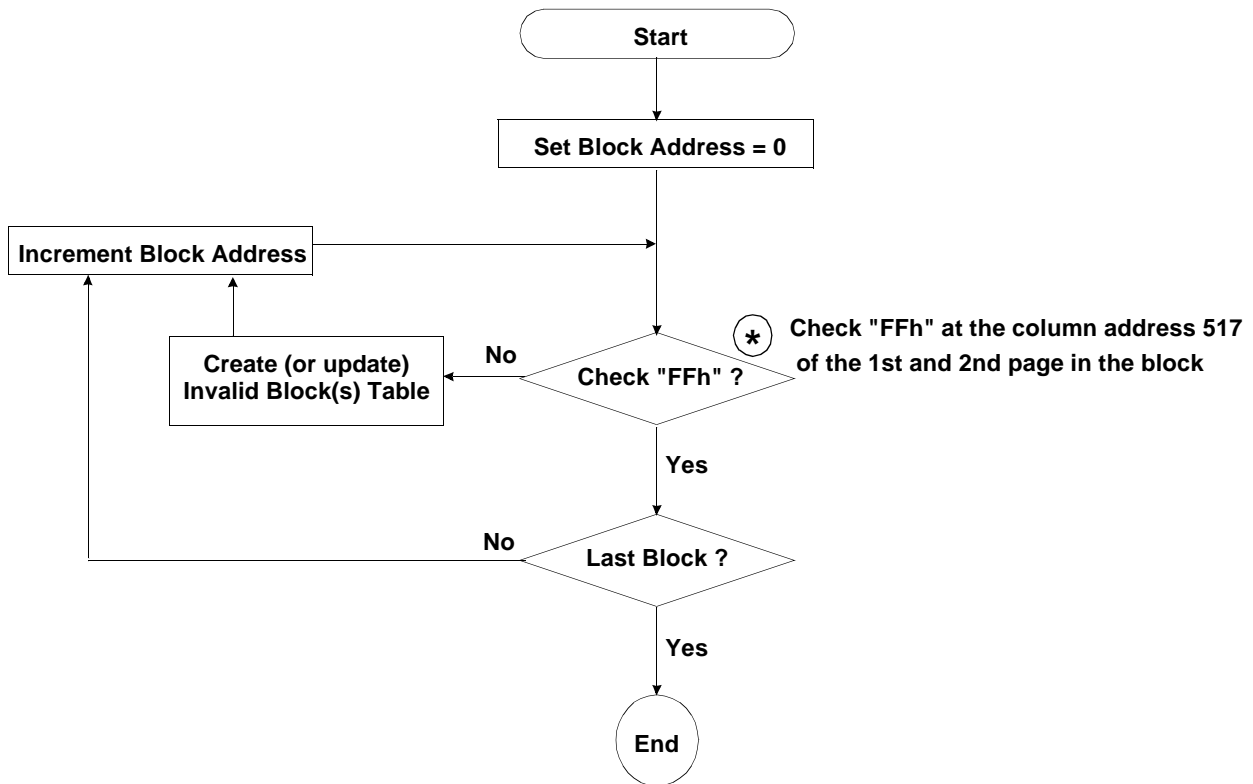 Start
Set Block Address = 0
Increment Block Address
* Check "FFh" at the column address 517
of the 1st and 2nd page in the block
No
Create (or update)
Invalid Block(s) Table
Check "FFh" ?
Yes
No
Last Block ?
Yes
End